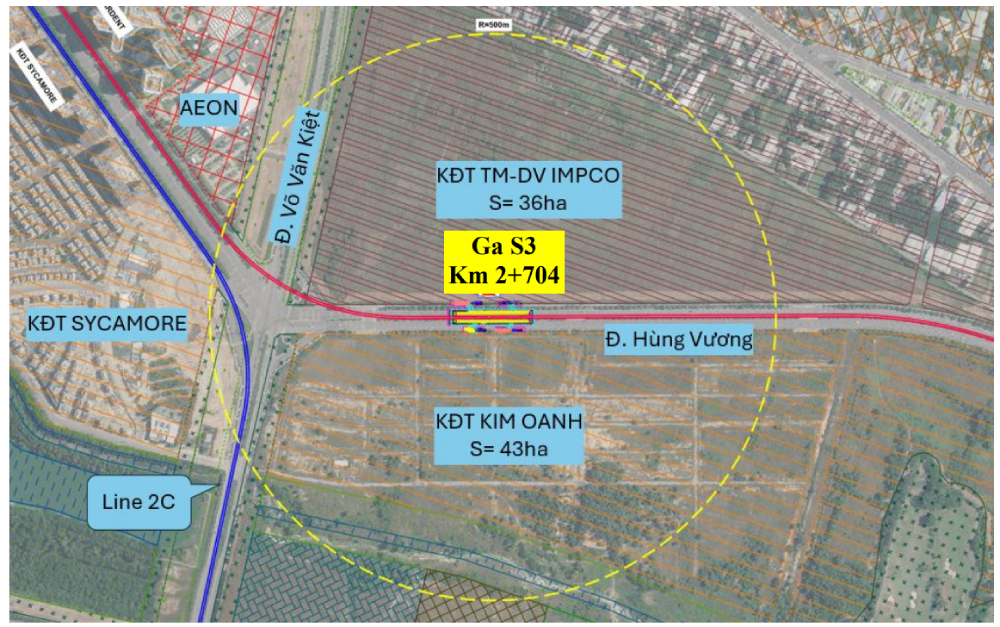 R=500m
RDENT
KĐT SYCAMORE
AEON
Đ. Võ Văn Kiệt
KĐT TM-DV IMPCO
S= 36ha
Ga S3
Km 2+704
KĐT SYCAMORE
Đ. Hùng Vương
KĐT KIM OANH
S= 43ha
Line 2C